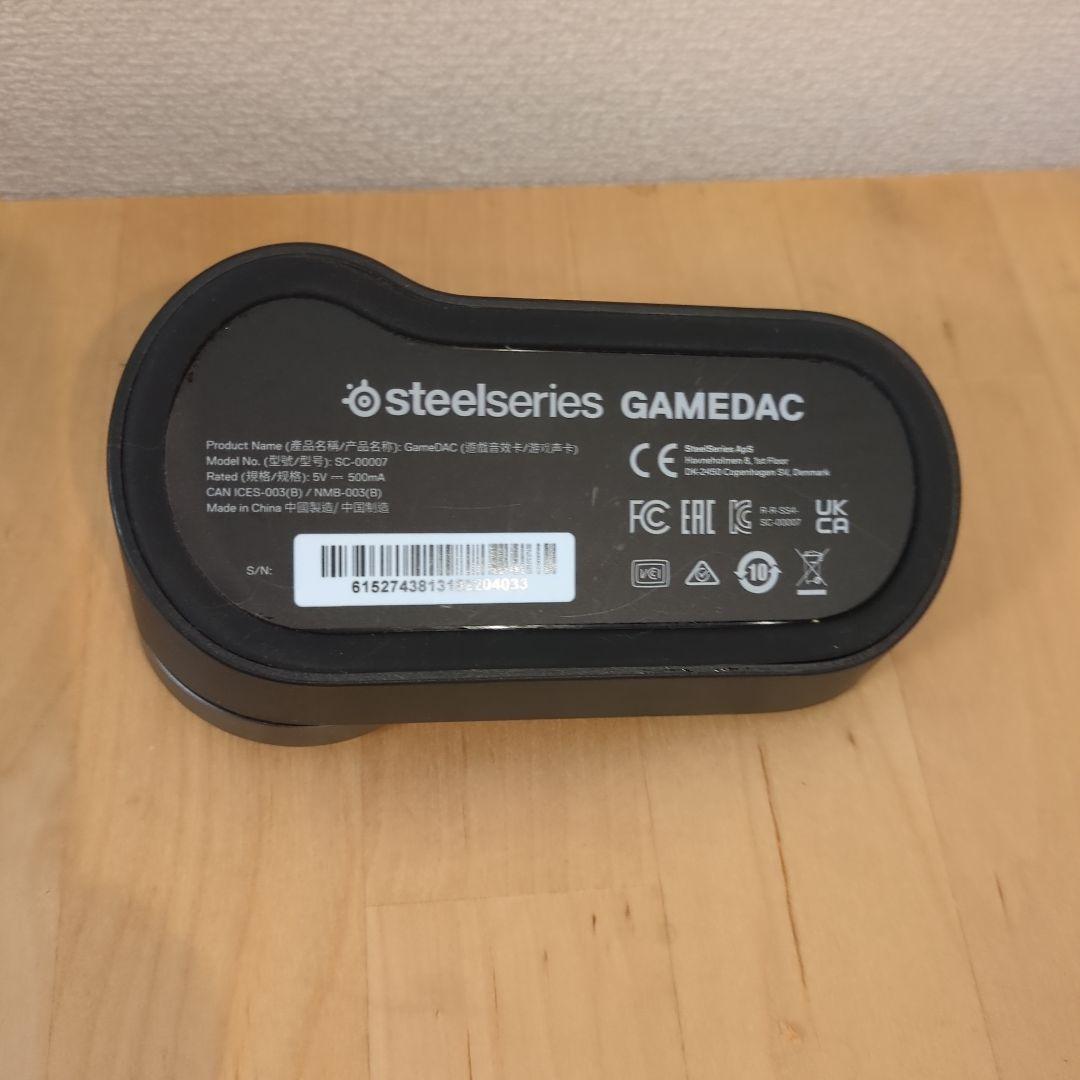 steelseries GAMEDAC
Product Name (產品名稱/产品名称): GameDAC (遊戲音效卡/游戏声卡)
Model No. (型號/型号): SC-00007
Rated (規格/规格): 5V ⎓ 500mA
CAN ICES-003(B) / NMB-003(B)
Made in China 中國製造/ 中国制造
S/N:
CE
SteelSeries ApS
Havneholmen 8, 1st Floor
DK-2450 Copenhagen SV, Denmark
FC EAC
R-R-SS4-
SC-00007
UK
CA
VCI
10